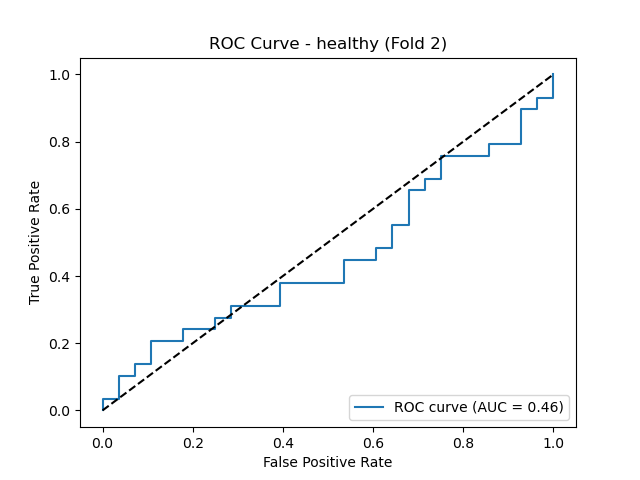 ROC Curve - healthy (Fold 2)
1.0
0.8
0.6
0.4
0.2
0.0
True Positive Rate
ROC curve (AUC = 0.46)
0.0 0.2 0.4 0.6 0.8 1.0
False Positive Rate